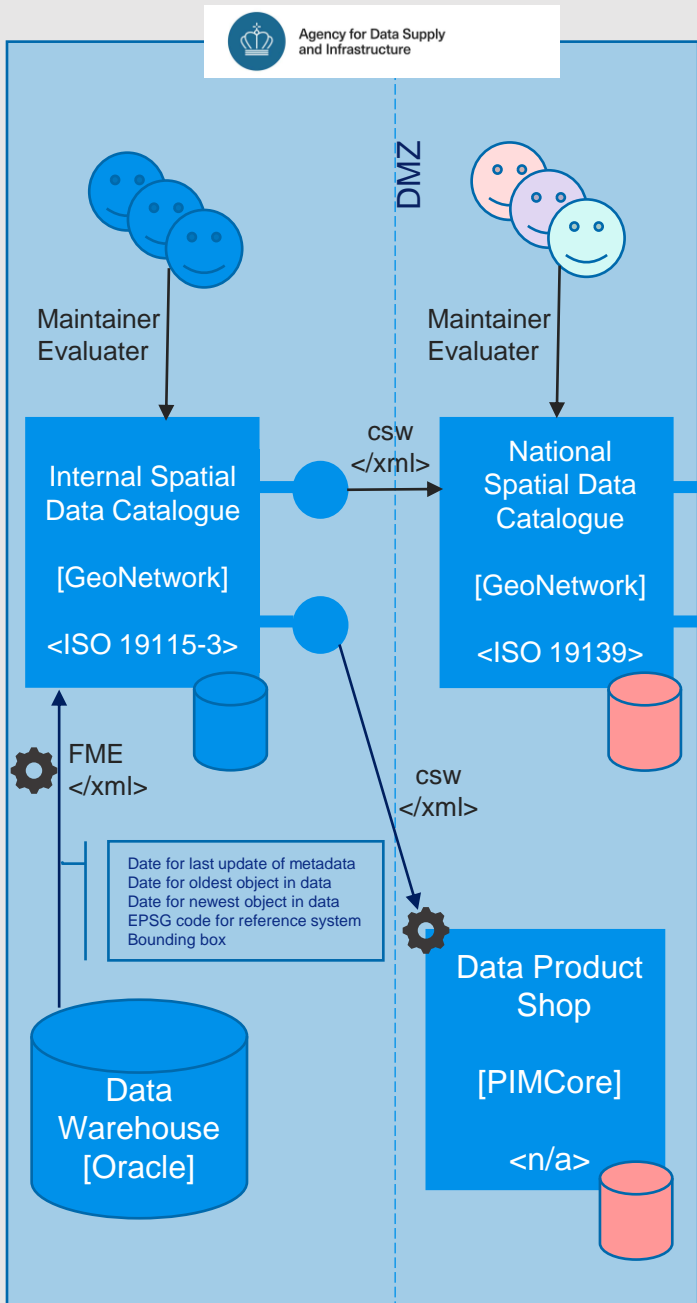 Agency for Data Supply
and Infrastructure
DMZ
Maintainer
Evaluater
Maintainer
Evaluater
Internal Spatial
Data Catalogue
[GeoNetwork]
<ISO 19115-3>
csw
</xml>
National
Spatial Data
Catalogue
[GeoNetwork]
<ISO 19139>
FME
</xml>
csw
</xml>
Date for last update of metadata
Date for oldest object in data
Date for newest object in data
EPSG code for reference system
Bounding box
Data
Warehouse
[Oracle]
Data Product
Shop
[PIMCore]
<n/a>